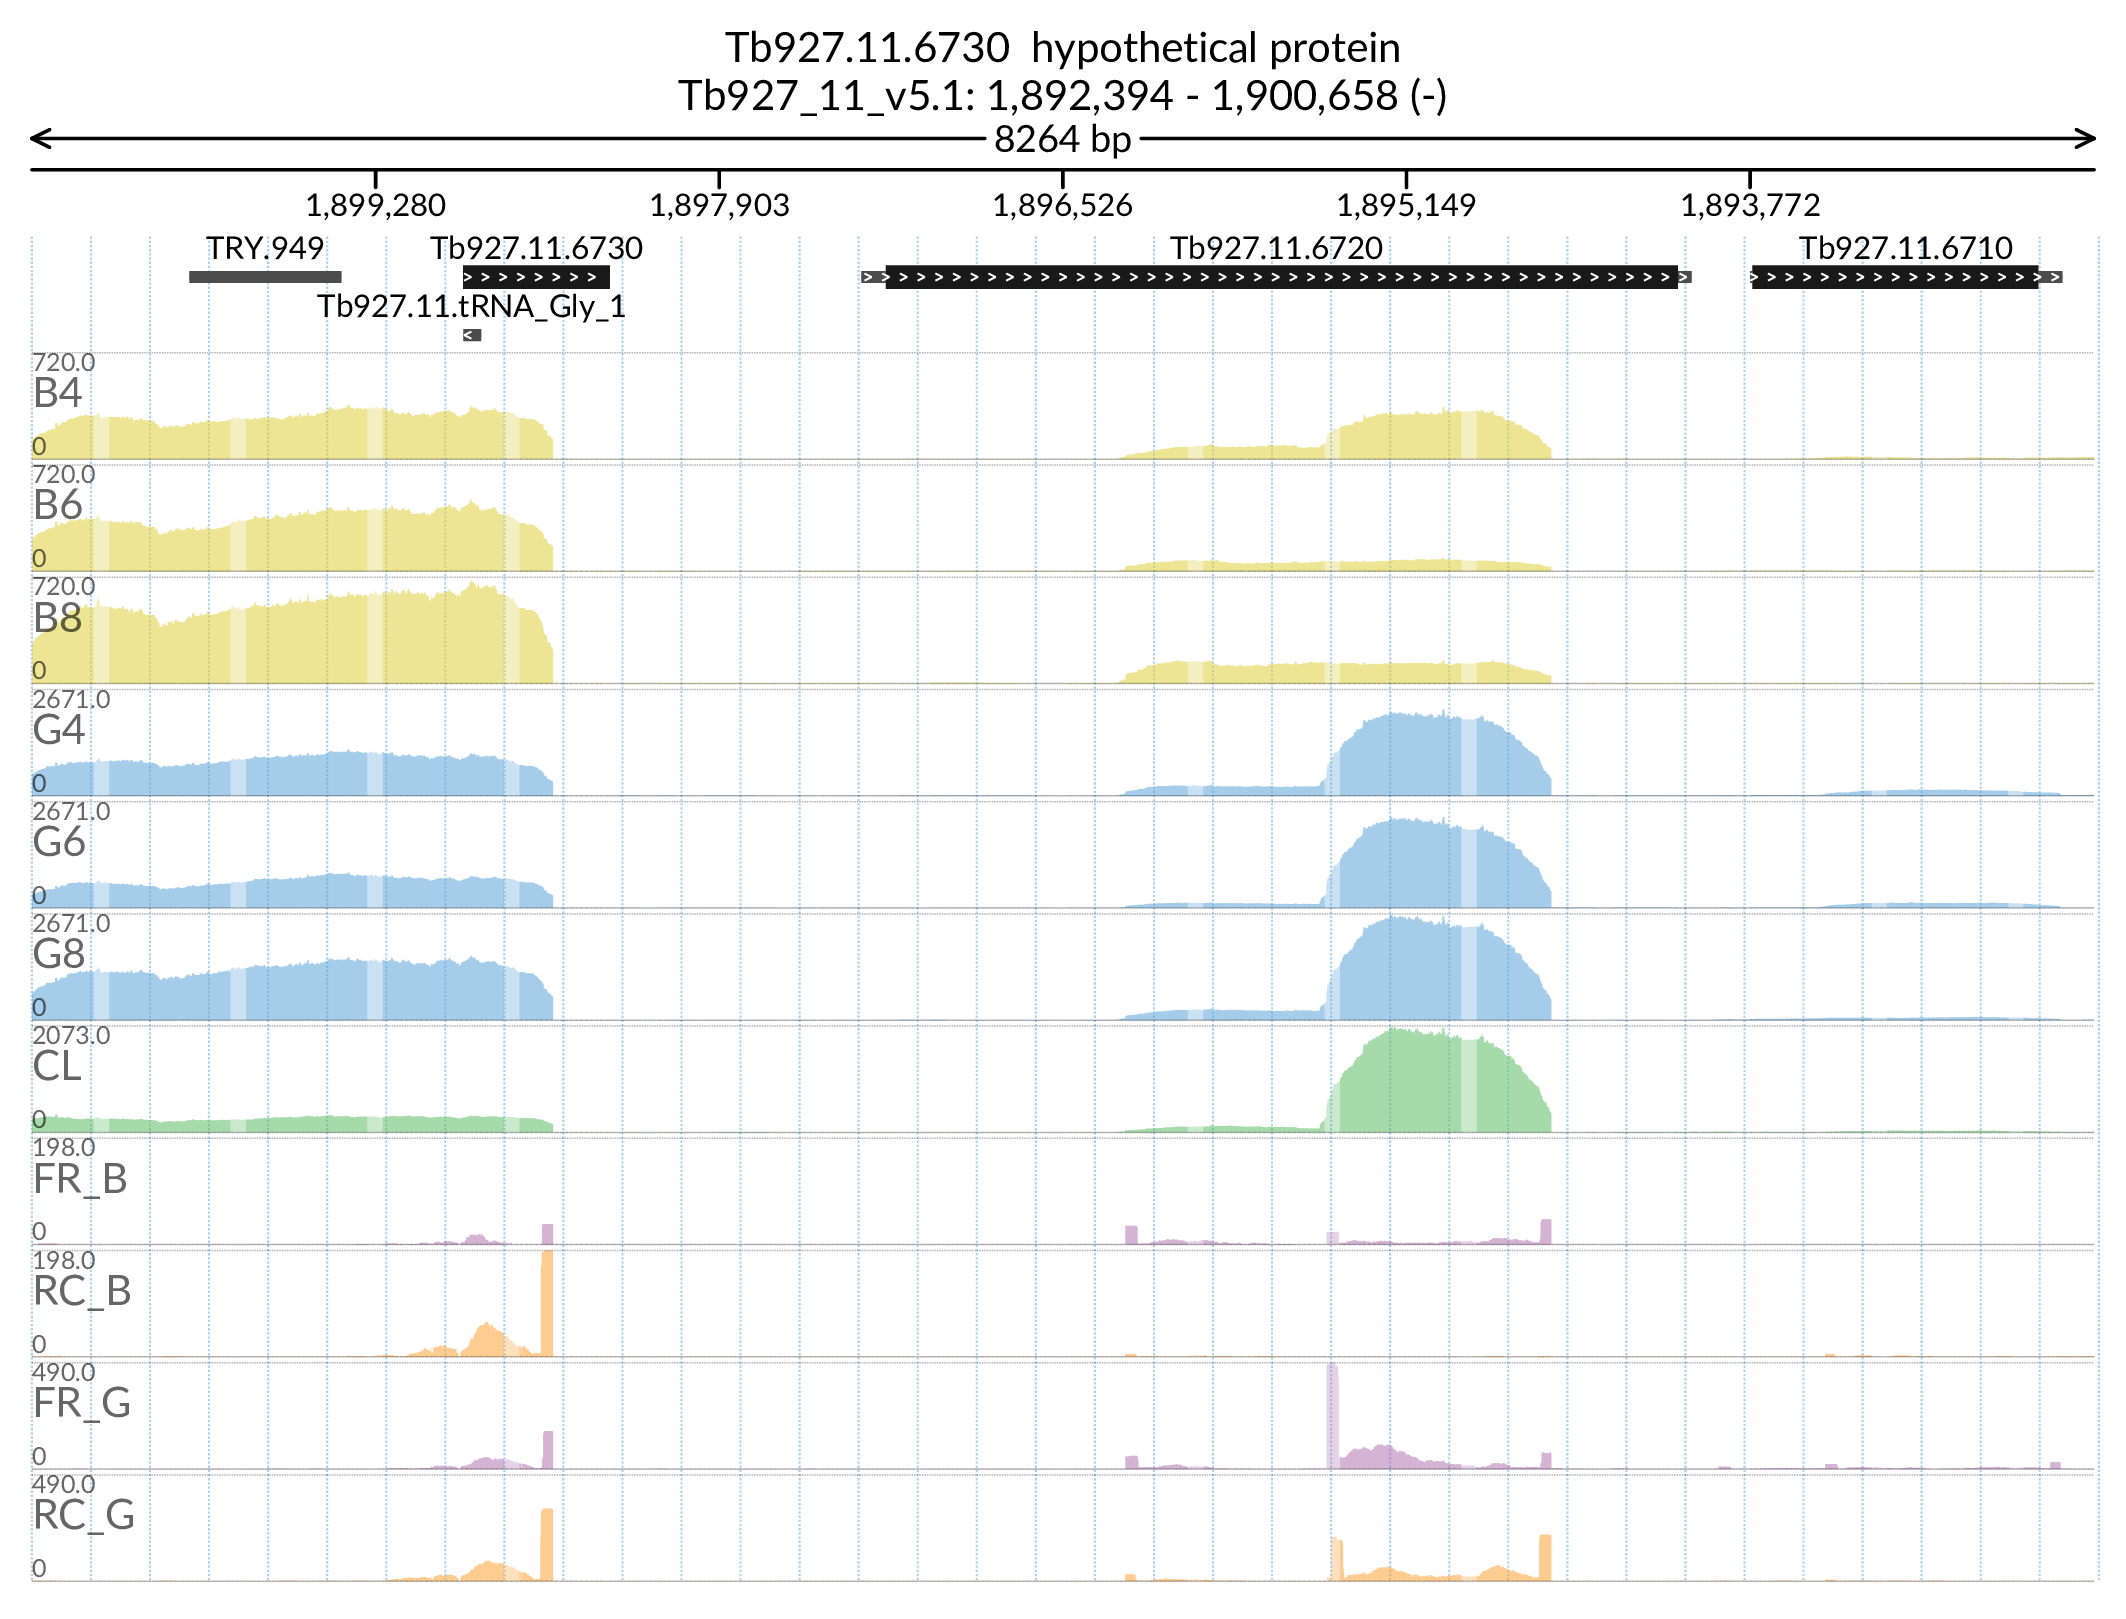 Tb927.11.6730 hypothetical protein
Tb927_11_v5.1: 1,892,394 - 1,900,658 (-)
8264 bp
1,899,280 1,897,903 1,896,526 1,895,149 1,893,772
TRY.949 Tb927.11.6730 Tb927.11.6720 Tb927.11.6710
Tb927.11.tRNA_Gly_1
720.0
B4
0
720.0
B6
0
720.0
B8
0
2671.0
G4
0
2671.0
G6
0
2671.0
G8
0
2073.0
CL
0
198.0
FR_B
0
198.0
RC_B
0
490.0
FR_G
0
490.0
RC_G
0